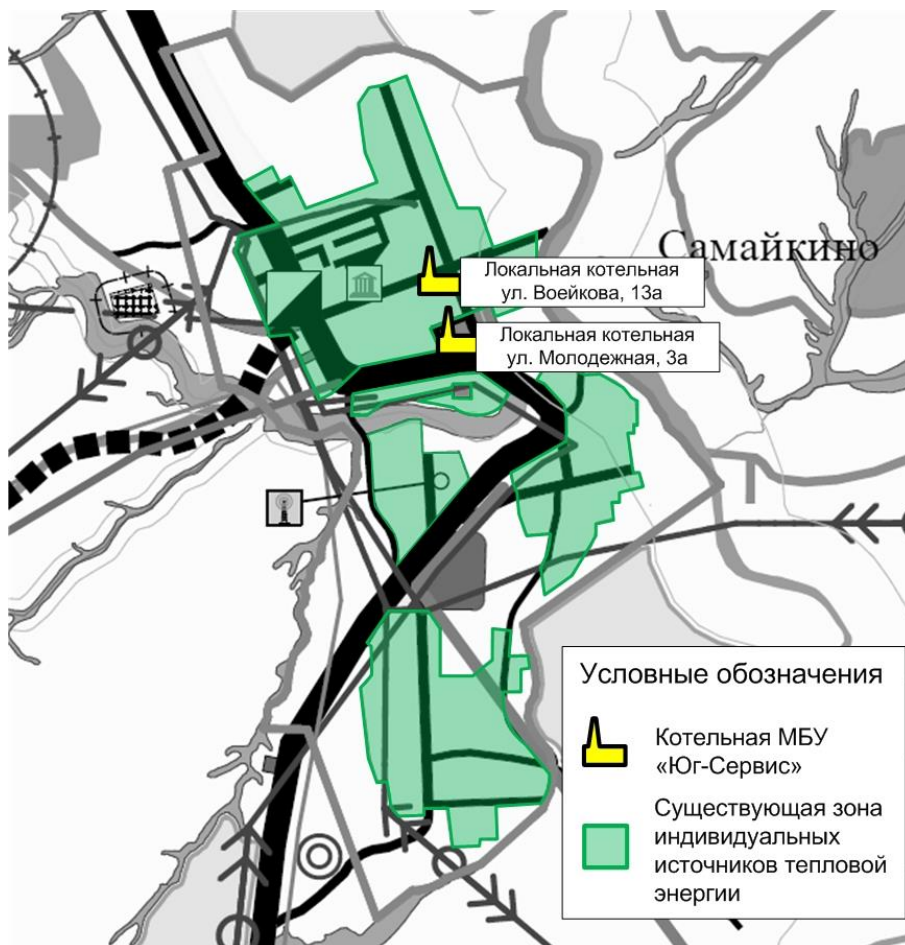 Самайкино
Локальная котельная
ул. Воейкова, 13а
Локальная котельная
ул. Молодежная, 3а
Условные обозначения
Котельная МБУ
«Юг-Сервис»
Существующая зона
индивидуальных
источников тепловой
энергии